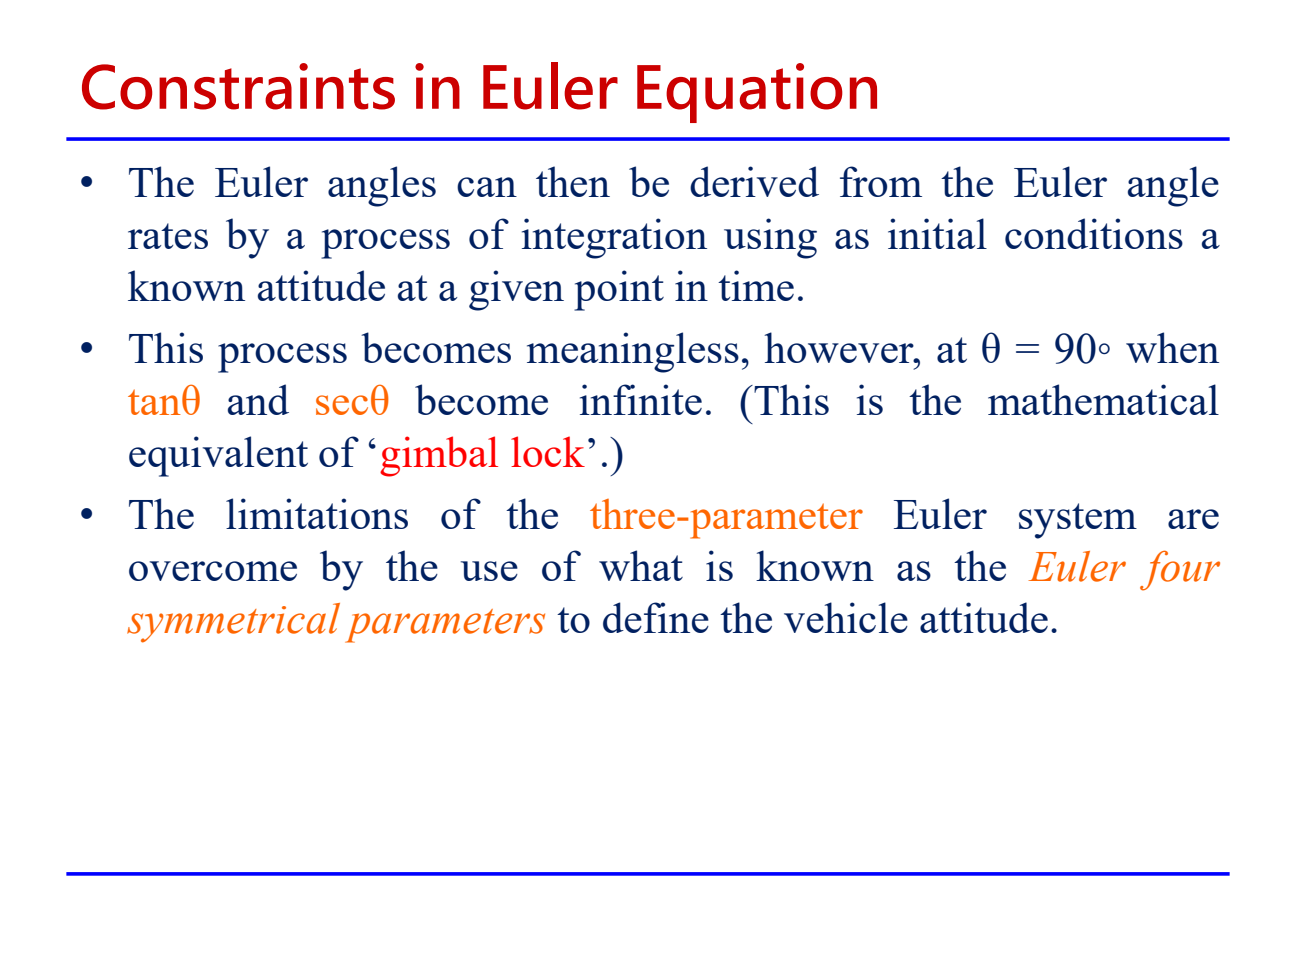 Constraints in Euler Equation
• The Euler angles can then be derived from the Euler angle
rates by a process of integration using as initial conditions a
known attitude at a given point in time.
• This process becomes meaningless, however, at θ = 90◦ when
tanθ and secθ become infinite. (This is the mathematical
equivalent of ‘gimbal lock’.)
• The limitations of the three-parameter Euler system are
overcome by the use of what is known as the Euler four
symmetrical parameters to define the vehicle attitude.